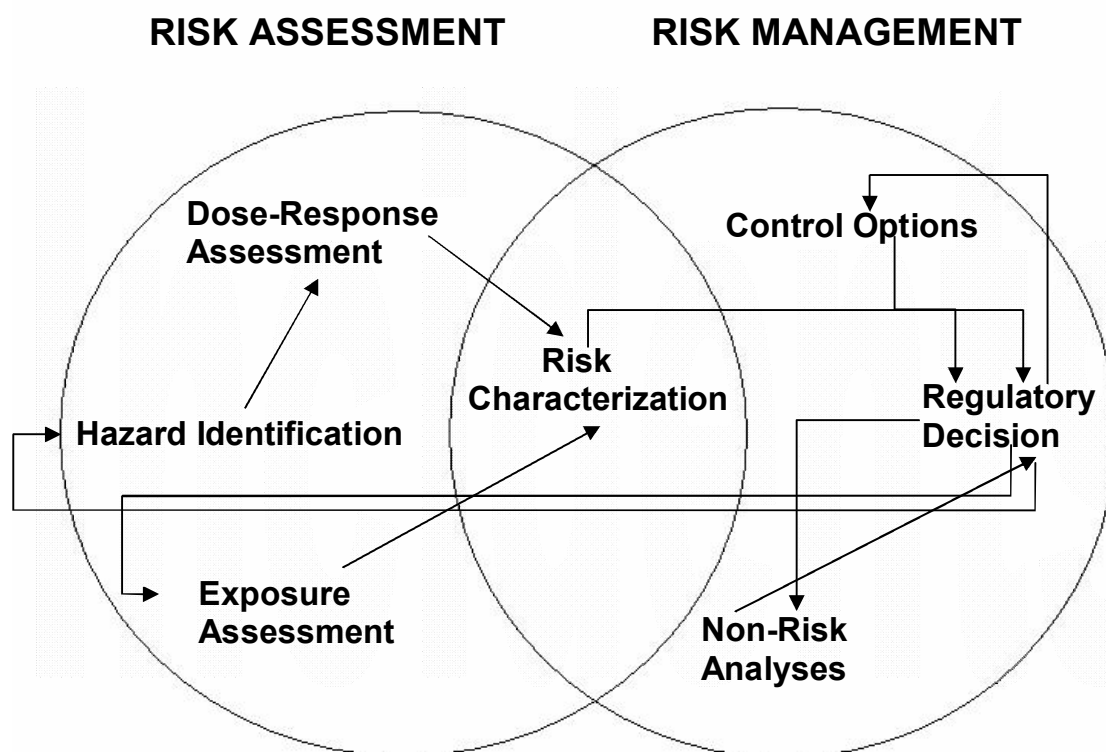 RISK ASSESSMENT
RISK MANAGEMENT
Dose-Response
Assessment
Control Options
Risk
Characterization
Regulatory
Decision
Hazard Identification
Exposure
Assessment
Non-Risk
Analyses